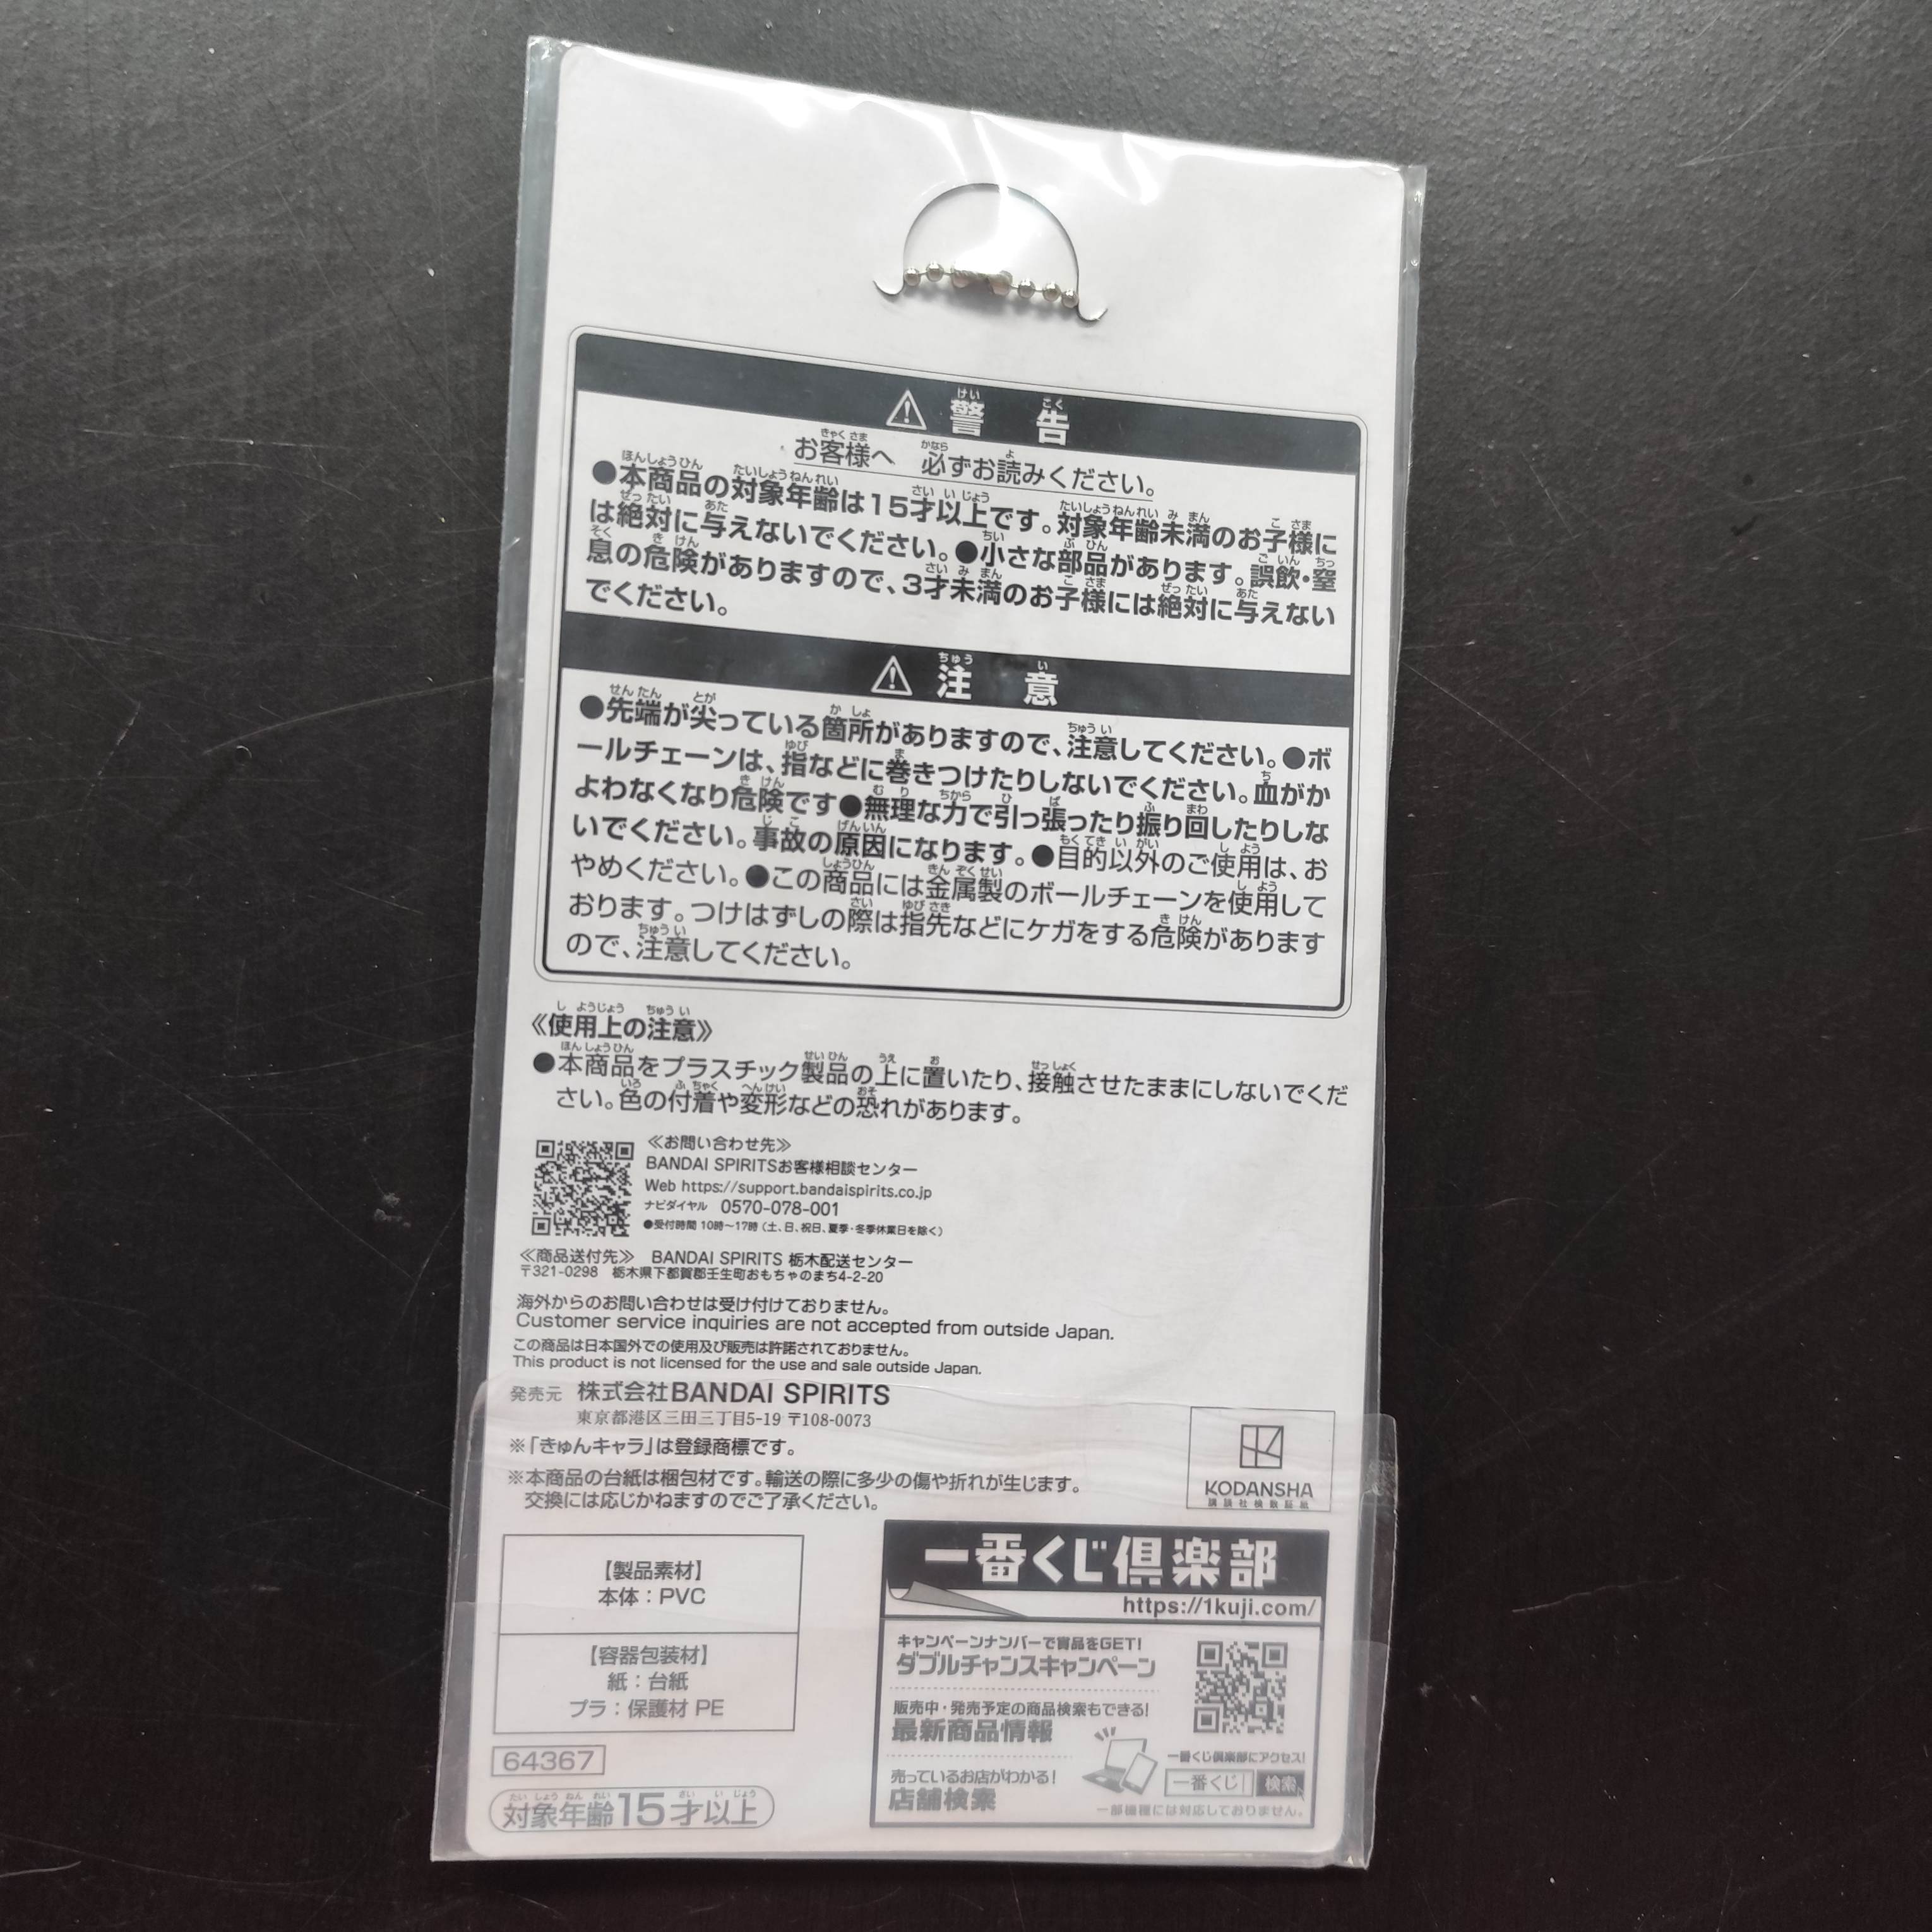 ⚠ 警 告
お客様へ 必ずお読みください。
●本商品の対象年齢は15才以上です。対象年齢未満のお子様に
は絶対に与えないでください。●小さな部品があります。誤飲・窒
息の危険がありますので、3才未満のお子様には絶対に与えない
でください。
⚠ 注 意
●先端が尖っている箇所がありますので、注意してください。●ボ
ールチェーンは、指などに巻きつけたりしないでください。血がか
よわなくなり危険です●無理な力で引っ張ったり振り回したりしな
いでください。事故の原因になります。●目的以外のご使用は、お
やめください。●この商品には金属製のボールチェーンを使用して
おります。つけはずしの際は指先などにケガをする危険があります
ので、注意してください。
《使用上の注意》
●本商品をプラスチック製品の上に置いたり、接触させたままにしないでくだ
さい。色の付着や変形などの恐れがあります。
≪お問い合わせ先≫
BANDAI SPIRITSお客様相談センター
Web https://support.bandaispirits.co.jp
ナビダイヤル 0570-078-001
●受付時間 10時〜17時(土、日、祝日、夏季・冬季休業日を除く)
≪商品送付先≫ BANDAI SPIRITS 栃木配送センター
〒321-0298 栃木県下都賀郡壬生町おもちゃのまち4-2-20
海外からのお問い合わせは受け付けておりません。
Customer service inquiries are not accepted from outside Japan.
この商品は日本国外での使用及び販売は許諾されておりません。
This product is not licensed for the use and sale outside Japan.
発売元 株式会社BANDAI SPIRITS
東京都港区三田三丁目5-19 〒108-0073
※「きゅんキャラ」は登録商標です。
※本商品の台紙は梱包材です。輸送の際に多少の傷や折れが生じます。
交換には応じかねますのでご了承ください。
KODANSHA
講談社検数証紙
【製品素材】
本体：PVC
【容器包装材】
紙：台紙
プラ：保護材 PE
64367
対象年齢15才以上
一番くじ倶楽部
https://1kuji.com/
キャンペーンナンバーで賞品をGET!
ダブルチャンスキャンペーン
販売中・発売予定の商品検索もできる!
最新商品情報
売っているお店がわかる!
店舗検索
一番くじ倶楽部にアクセス!
一番くじ 検索
一部機種には対応しておりません。